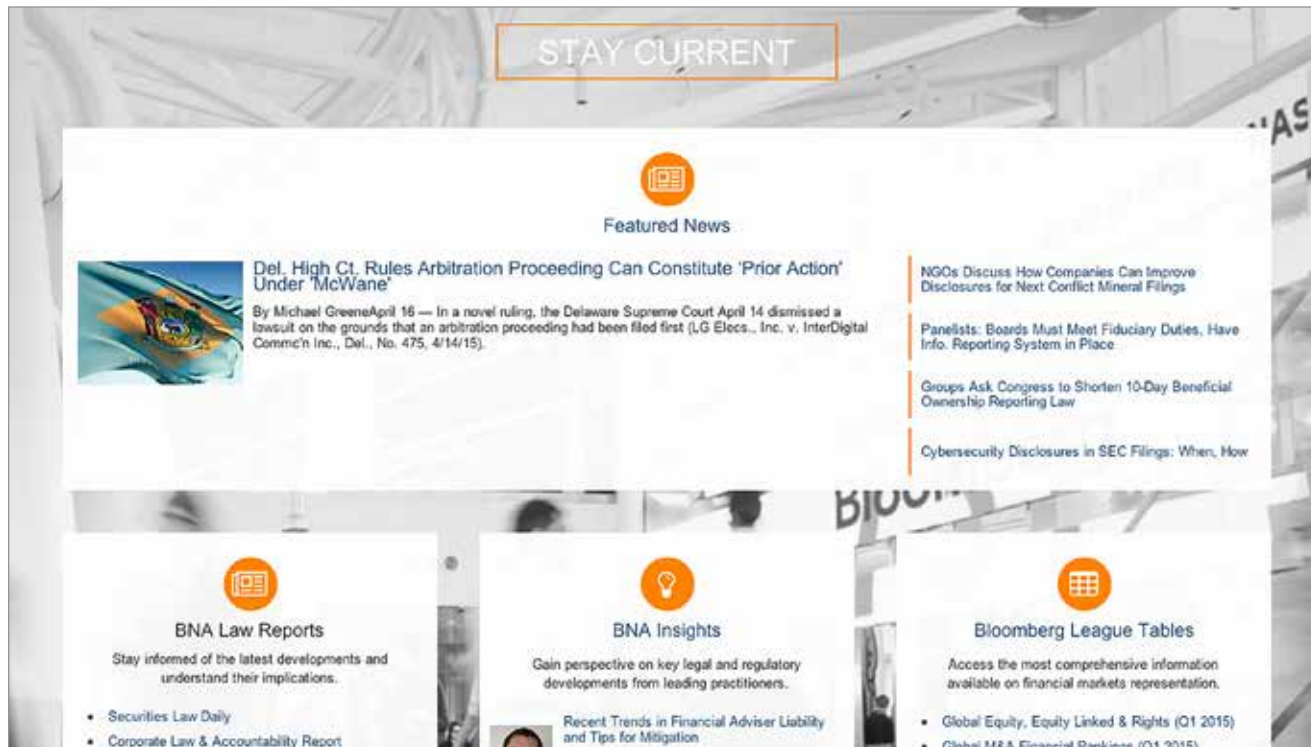 STAY CURRENT
Featured News
Del. High Ct. Rules Arbitration Proceeding Can Constitute 'Prior Action'
Under 'McWane'
By Michael GreeneApril 16 — In a novel ruling, the Delaware Supreme Court April 14 dismissed a
lawsuit on the grounds that an arbitration proceeding had been filed first (LG Elecs., Inc. v. InterDigital
Commc'n Inc., Del., No. 475, 4/14/15).
NGOs Discuss How Companies Can Improve
Disclosures for Next Conflict Mineral Filings
Panelists: Boards Must Meet Fiduciary Duties, Have
Info. Reporting System in Place
Groups Ask Congress to Shorten 10-Day Beneficial
Ownership Reporting Law
Cybersecurity Disclosures in SEC Filings: When, How
BNA Law Reports
Stay informed of the latest developments and
understand their implications.
• Securities Law Daily
• Corporate Law & Accountability Report
BNA Insights
Gain perspective on key legal and regulatory
developments from leading practitioners.
Recent Trends in Financial Adviser Liability
and Tips for Mitigation
Bloomberg League Tables
Access the most comprehensive information
available on financial markets representation.
• Global Equity, Equity Linked & Rights (Q1 2015)
• Global M&A Financial Rankings (Q1 2015)